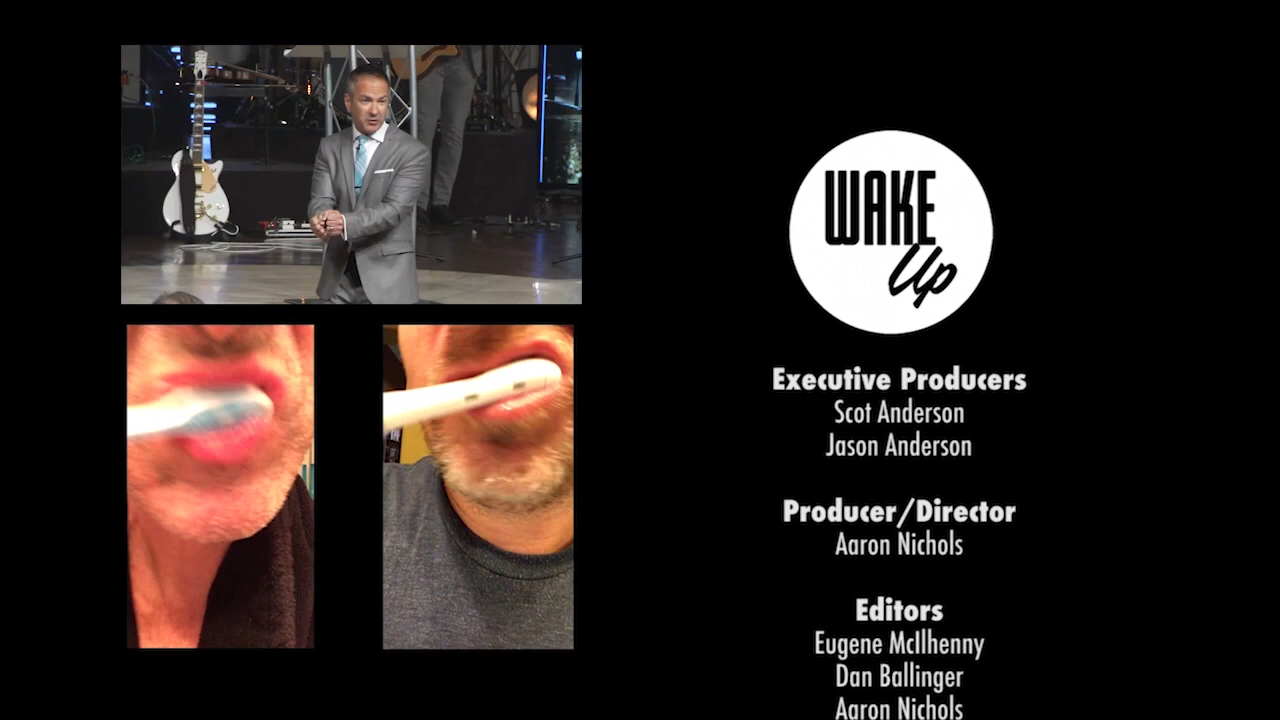 WAKE
Up
Executive Producers
Scot Anderson
Jason Anderson
Producer/Director
Aaron Nichols
Editors
Eugene McIlhenny
Dan Ballinger
Aaron Nichols